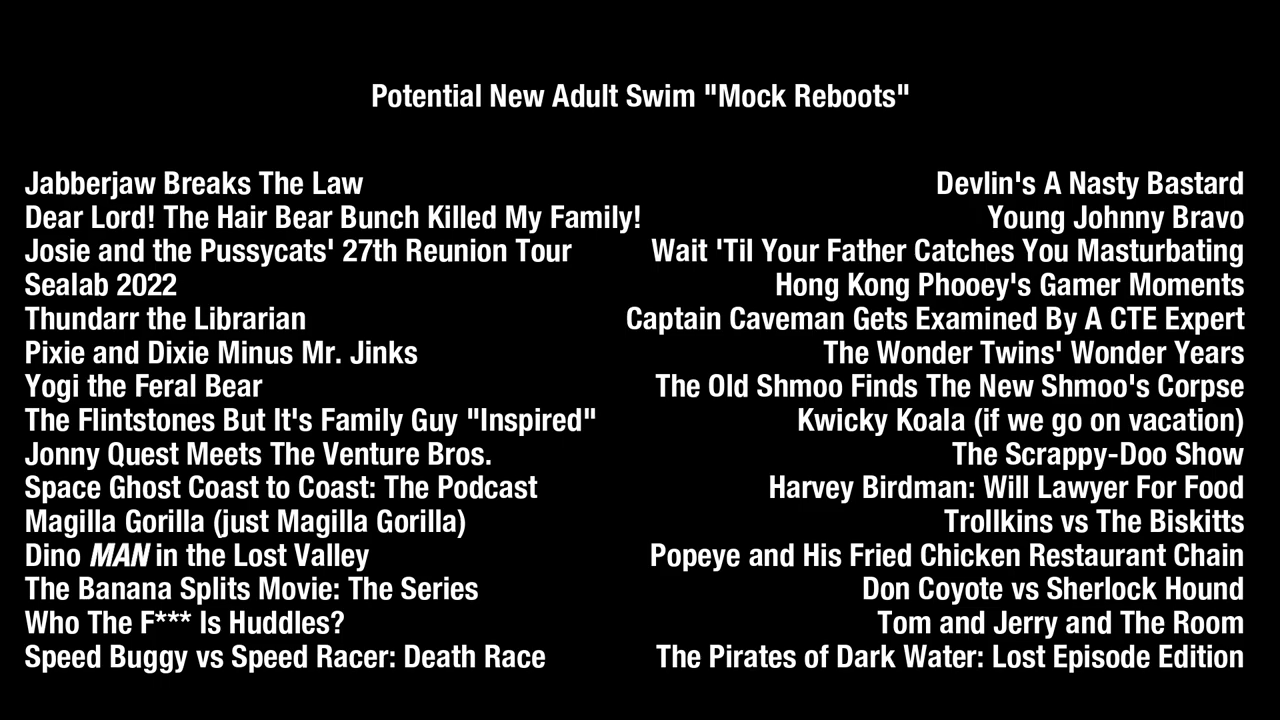 Potential New Adult Swim "Mock Reboots"
Jabberjaw Breaks The Law
Dear Lord! The Hair Bear Bunch Killed My Family!
Josie and the Pussycats' 27th Reunion Tour
Sealab 2022
Thundarr the Librarian
Pixie and Dixie Minus Mr. Jinks
Yogi the Feral Bear
The Flintstones But It's Family Guy "Inspired"
Jonny Quest Meets The Venture Bros.
Space Ghost Coast to Coast: The Podcast
Magilla Gorilla (just Magilla Gorilla)
Dino MAN in the Lost Valley
The Banana Splits Movie: The Series
Who The F*** Is Huddles?
Speed Buggy vs Speed Racer: Death Race
Devlin's A Nasty Bastard
Young Johnny Bravo
Wait 'Til Your Father Catches You Masturbating
Hong Kong Phooey's Gamer Moments
Captain Caveman Gets Examined By A CTE Expert
The Wonder Twins' Wonder Years
The Old Shmoo Finds The New Shmoo's Corpse
Kwicky Koala (if we go on vacation)
The Scrappy-Doo Show
Harvey Birdman: Will Lawyer For Food
Trollkins vs The Biskitts
Popeye and His Fried Chicken Restaurant Chain
Don Coyote vs Sherlock Hound
Tom and Jerry and The Room
The Pirates of Dark Water: Lost Episode Edition